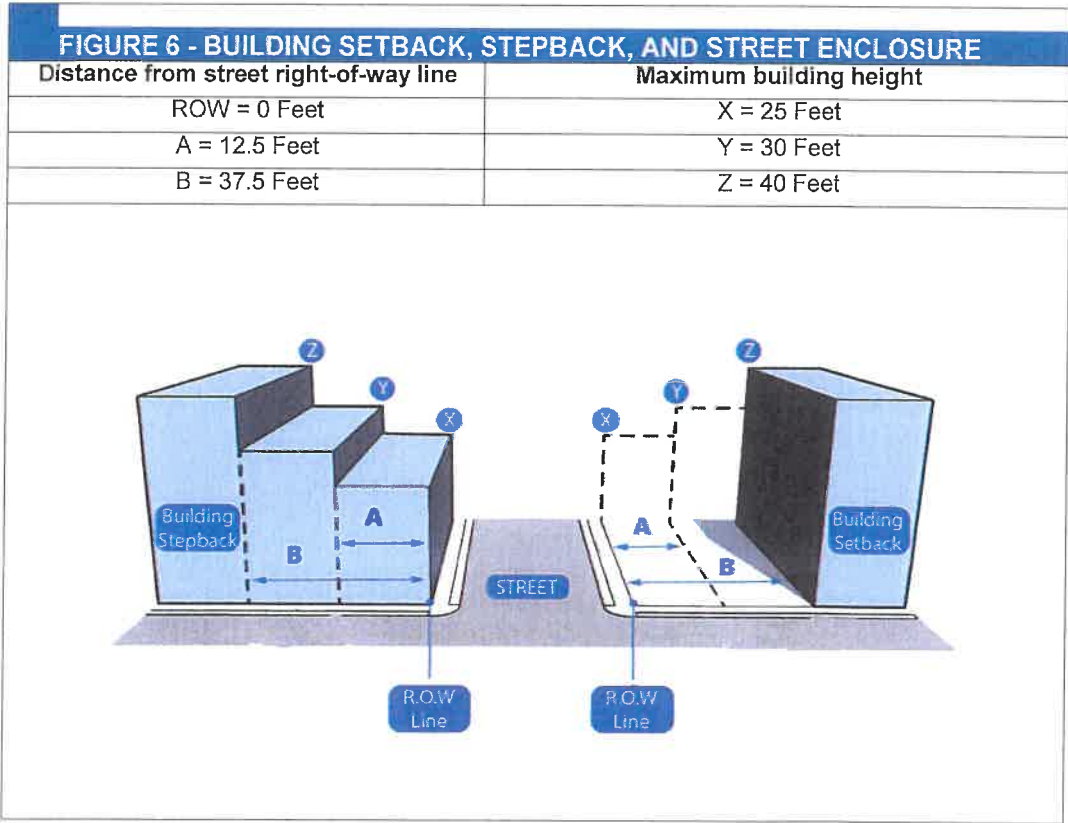 FIGURE 6 - BUILDING SETBACK, STEPBACK, AND STREET ENCLOSURE
Distance from street right-of-way line Maximum building height
ROW = 0 Feet X = 25 Feet
A = 12.5 Feet Y = 30 Feet
B = 37.5 Feet Z = 40 Feet
Z
Z
Y
Y
X
X
Building
Stepback
A
B
STREET
A
B
Building
Setback
R.O.W
Line
R.O.W
Line